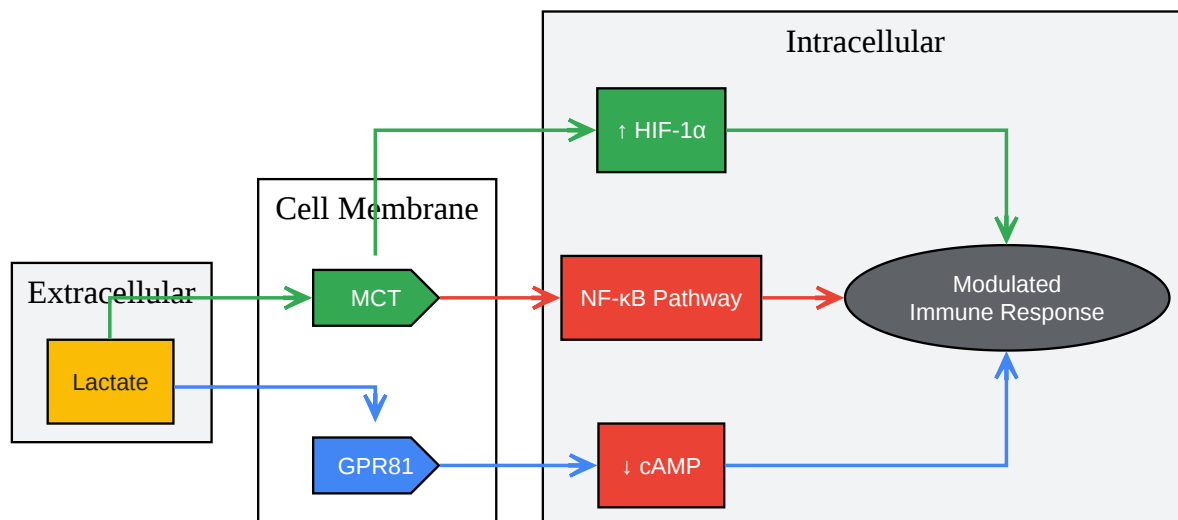 Intracellular
↑ HIF-1α
Cell Membrane
Extracellular
MCT
NF-κB Pathway
Modulated
Immune Response
Lactate
GPR81
↓ cAMP